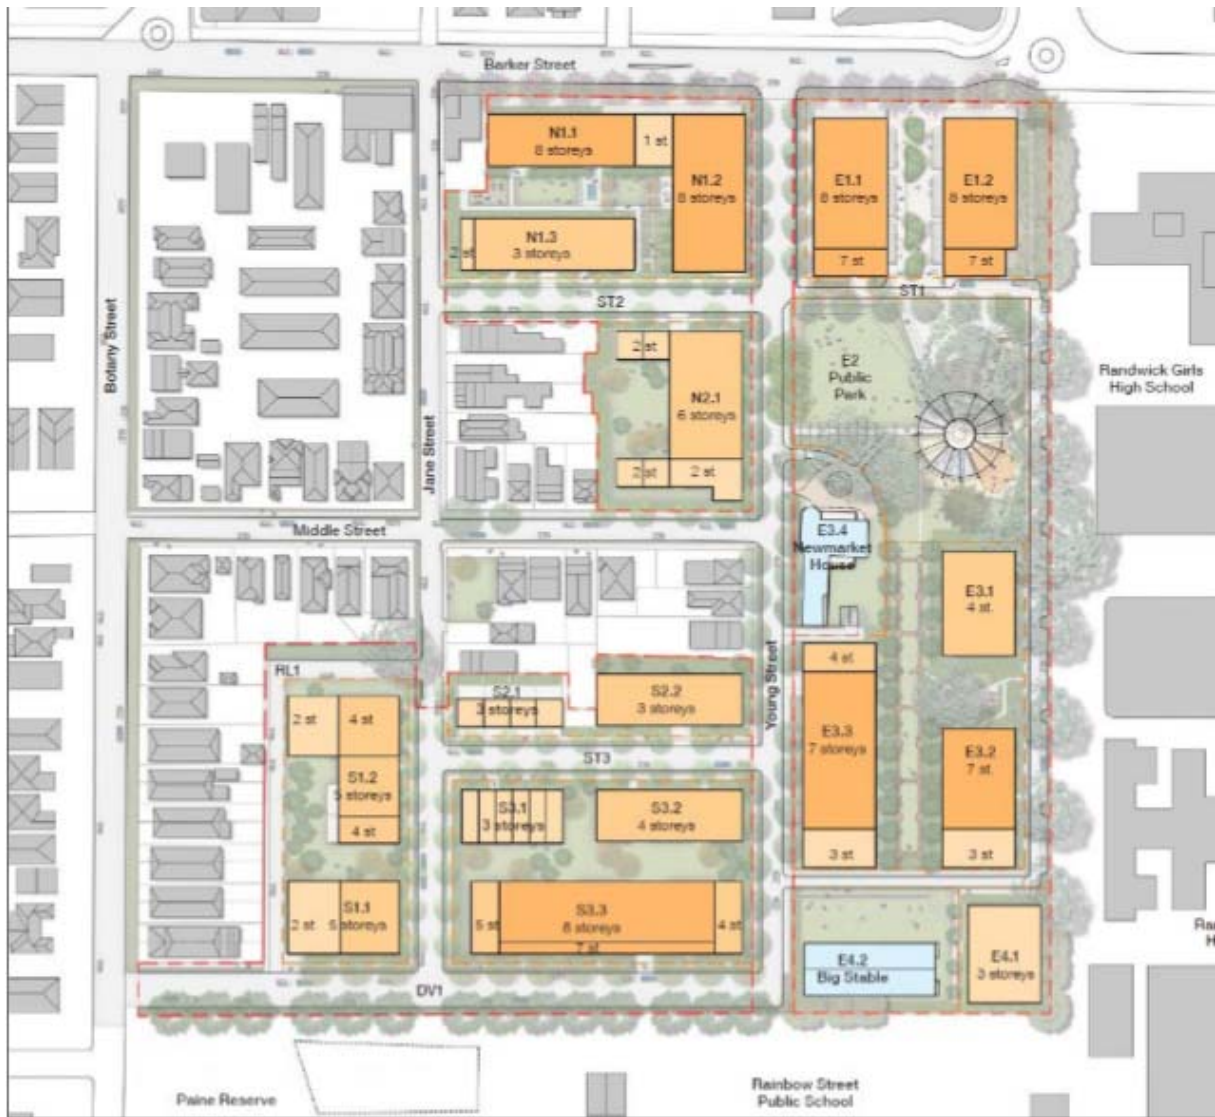 Barker Street
N1.1
8 storeys
1 st
N1.2
8 storeys
N1.3
3 storeys
2 st
E1.1
8 storeys
7 st
E1.2
8 storeys
7 st
ST2
ST1
Botany Street
Jane Street
2 st
N2.1
6 storeys
2 st
2 st
E2
Public
Park
Randwick Girls
High School
Middle Street
E3.4
Newmarket
House
E3.1
4 st.
RL1
2 st
4 st
S1.2
5 storeys
4 st
S2.1
3 storeys
S2.2
3 storeys
Young Street
4 st
E3.3
7 storeys
3 st
E3.2
7 st.
3 st
ST3
S3.1
3 storeys
S3.2
4 storeys
2 st
S1.1
5 storeys
5 st
S3.3
8 storeys
7 st
4 st
E4.2
Big Stable
E4.1
3 storeys
DV1
Paine Reserve
Rainbow Street
Public School